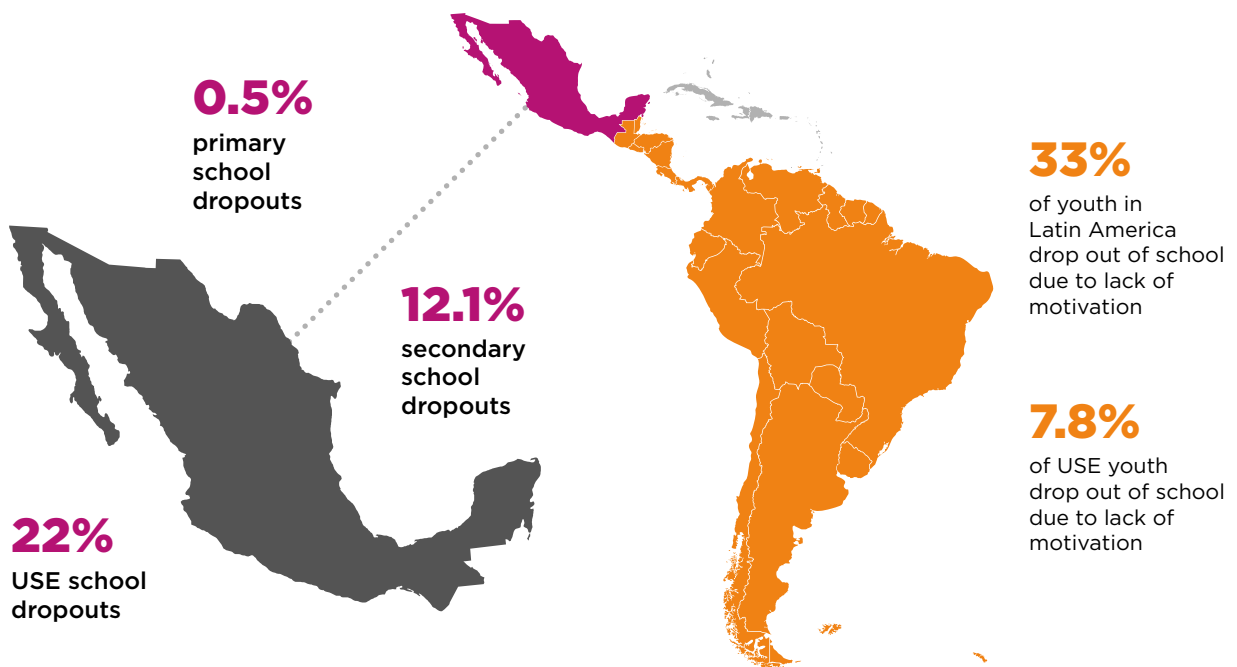 0.5%
primary
school
dropouts
12.1%
secondary
school
dropouts
22%
USE school
dropouts
33%
of youth in
Latin America
drop out of school
due to lack of
motivation
7.8%
of USE youth
drop out of school
due to lack of
motivation